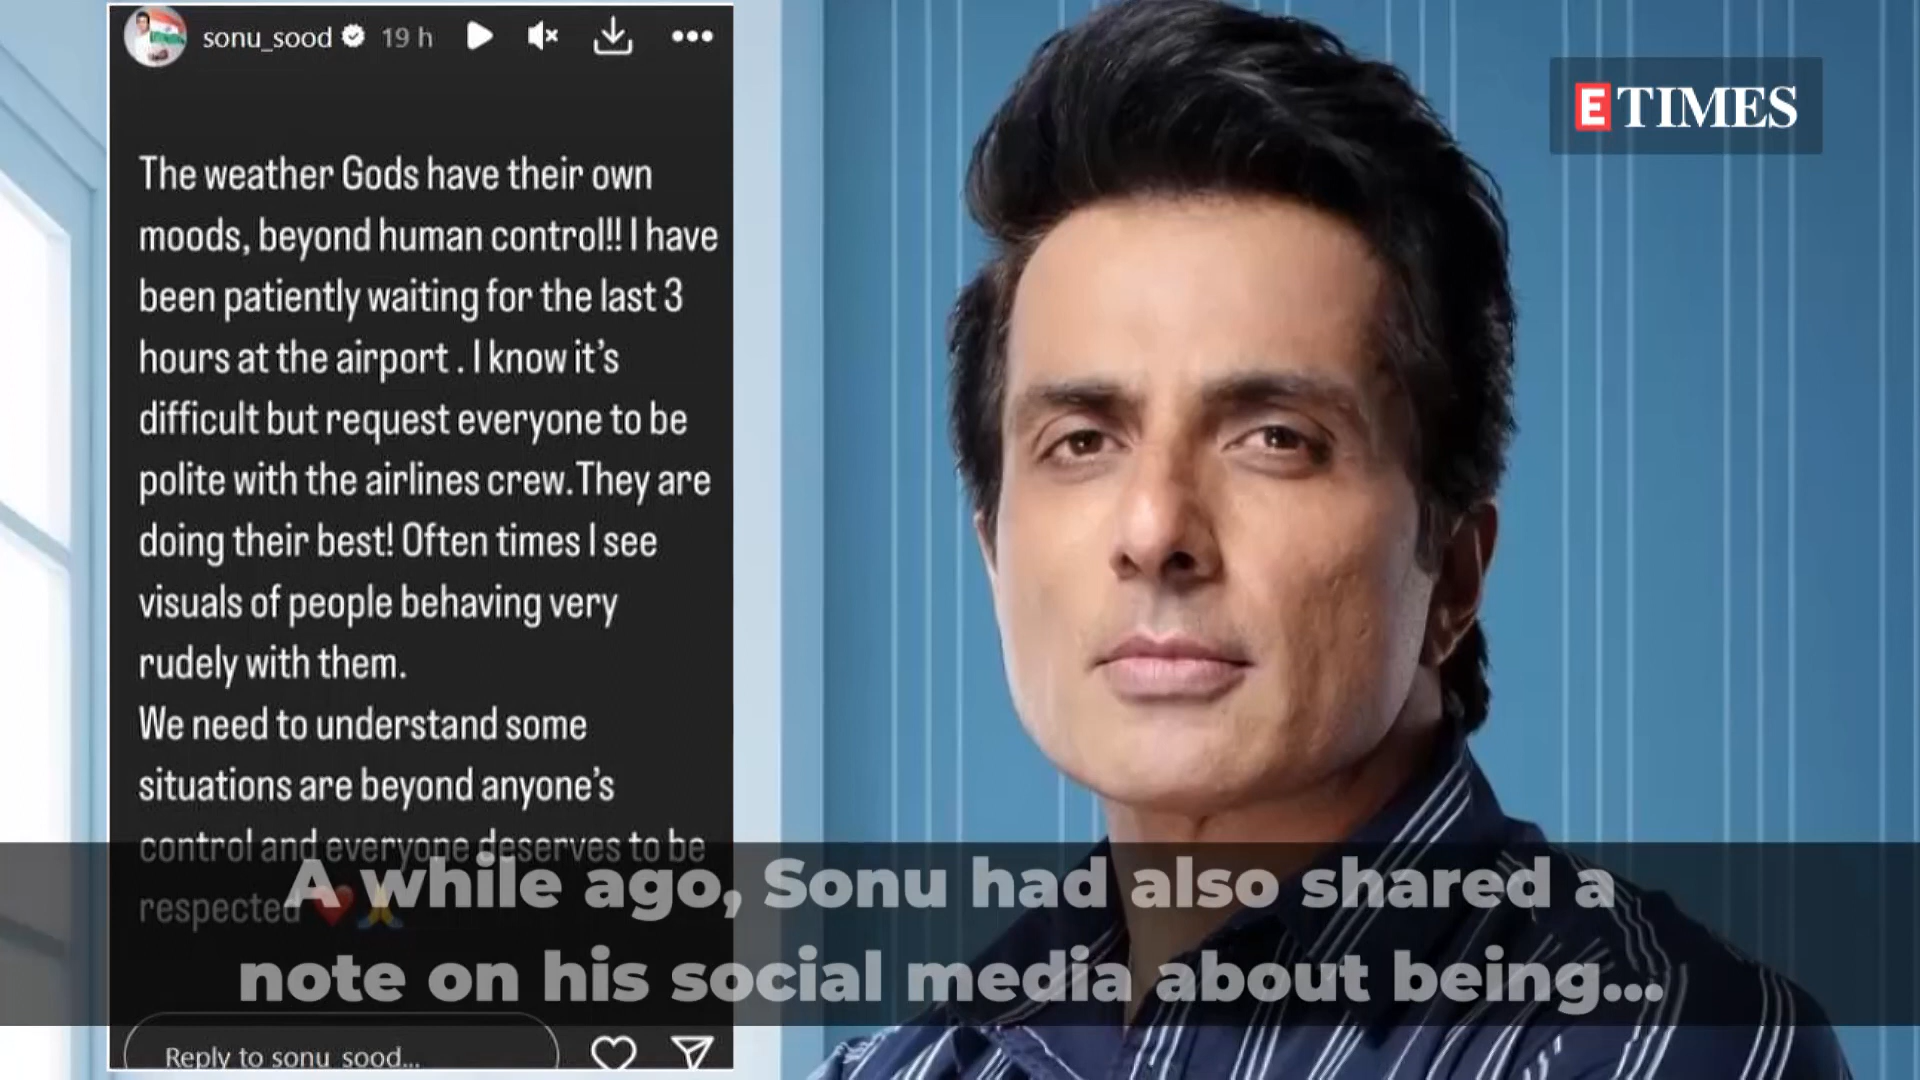 sonu_sood 19 h
ETIMES
The weather Gods have their own
moods, beyond human control!! I have
been patiently waiting for the last 3
hours at the airport . I know it's
difficult but request everyone to be
polite with the airlines crew.They are
doing their best! Often times I see
visuals of people behaving very
rudely with them.
We need to understand some
situations are beyond anyone's
control and everyone deserves to be
respected ❤️🙏
A while ago, Sonu had also shared a
note on his social media about being...
Reply to sonu_sood...